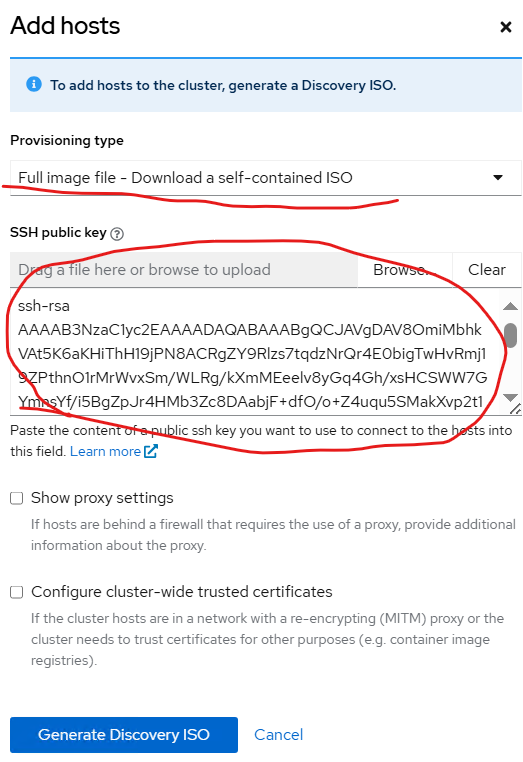 Add hosts
To add hosts to the cluster, generate a Discovery ISO.
Provisioning type
Full image file - Download a self-contained ISO
SSH public key
Drag a file here or browse to upload Browse... Clear
ssh-rsa
AAAAB3NzaC1yc2EAAAADAQABAAABgQCJAVgDAV8OmiMbhk
VAt5K6aKHiThH19jPN8ACRgZY9Rlzs7tqdzNrQr4E0bigTwHvRmj1
9ZPthnO1rMrWvxSm/WLRg/kXmMEeelv8yGq4Gh/xsHCSWW7G
YmnsYf/i5BgZpJr4HMb3Zc8DAabjF+dfO/o+Z4uqu5SMakXvp2t1
Paste the content of a public ssh key you want to use to connect to the hosts into
this field. Learn more
Show proxy settings
If hosts are behind a firewall that requires the use of a proxy, provide additional
information about the proxy.
Configure cluster-wide trusted certificates
If the cluster hosts are in a network with a re-encrypting (MITM) proxy or the
cluster needs to trust certificates for other purposes (e.g. container image
registries).
Generate Discovery ISO Cancel